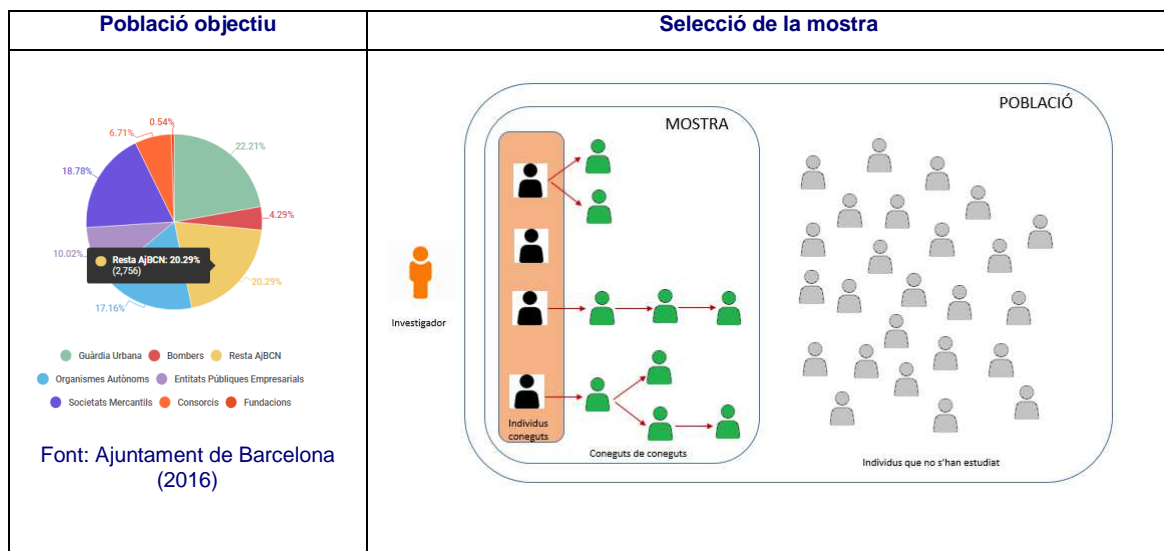 Població objectiu
Selecció de la mostra
0.54%
6.71%
22.21%
18.78%
4.29%
10.02%
Resta AjBCN: 20.29%
(2,756)
20.29%
17.16%
Guàrdia Urbana Bombers Resta AjBCN
Organismes Autònoms Entitats Públiques Empresarials
Societats Mercantils Consorcis Fundacions
Font: Ajuntament de Barcelona
(2016)
POBLACIÓ
MOSTRA
Investigador
Individus
coneguts
Coneguts de coneguts
Individus que no s'han estudiat